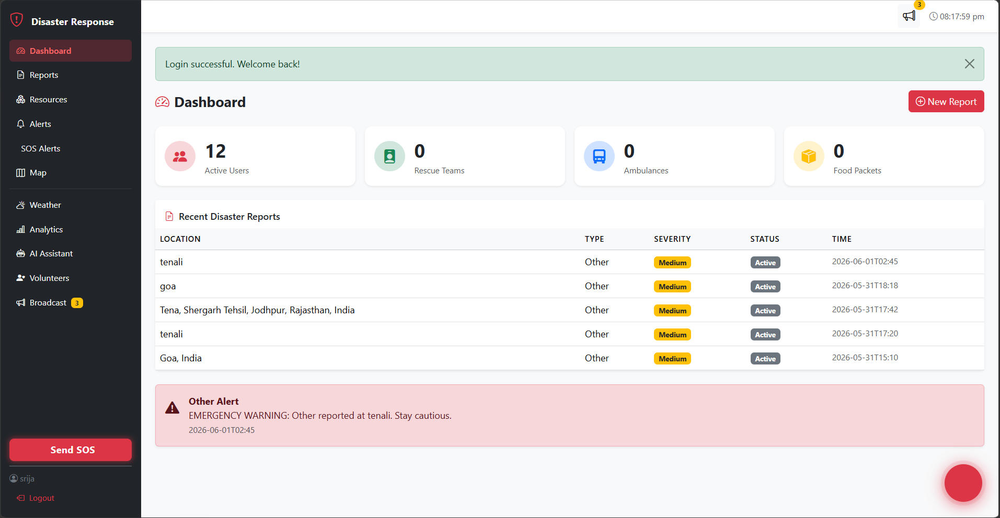 Disaster Response
3
08:17:59 pm
Dashboard
Reports
Resources
Alerts
SOS Alerts
Map
Weather
Analytics
AI Assistant
Volunteers
Broadcast 3
Send SOS
srija
Logout
Login successful. Welcome back!
Dashboard
New Report
12
Active Users
0
Rescue Teams
0
Ambulances
0
Food Packets
Recent Disaster Reports
LOCATION TYPE SEVERITY STATUS TIME
tenali Other Medium Active 2026-06-01T02:45
goa Other Medium Active 2026-05-31T18:18
Tena, Shergarh Tehsil, Jodhpur, Rajasthan, India Other Medium Active 2026-05-31T17:42
tenali Other Medium Active 2026-05-31T17:20
Goa, India Other Medium Active 2026-05-31T15:10
Other Alert
EMERGENCY WARNING: Other reported at tenali. Stay cautious.
2026-06-01T02:45